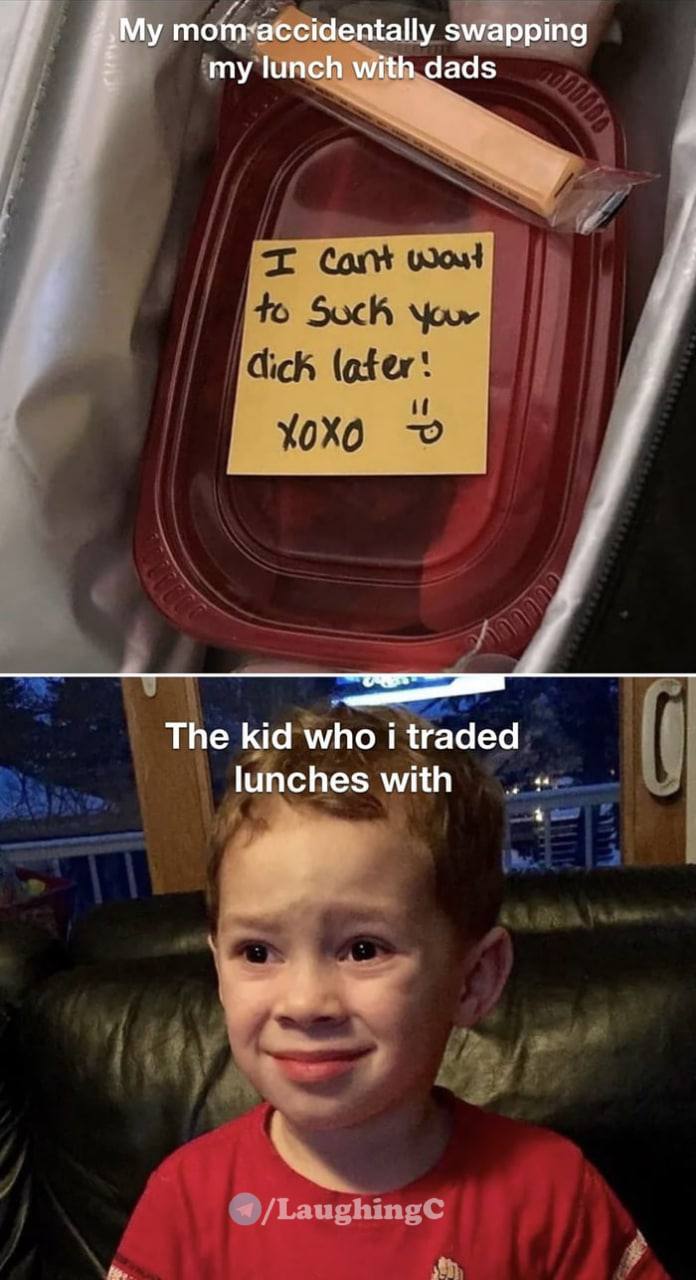 My mom accidentally swapping
my lunch with dads
I Cant wait
to Suck your
dick later!
XOXO =P
The kid who i traded
lunches with
/LaughingC